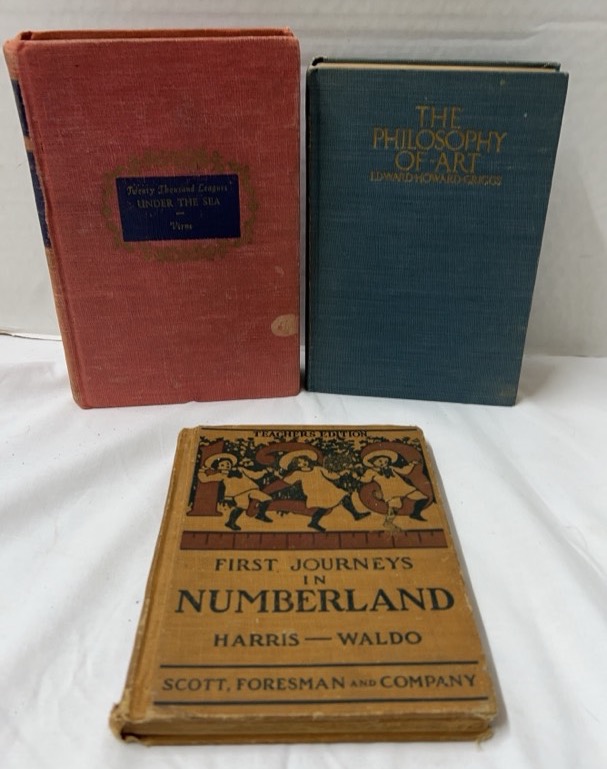 Twenty Thousand Leagues
UNDER THE SEA
Verne
THE
PHILOSOPHY
OF·ART
EDWARD·HOWARD·GRIGGS
TEACHERS EDITION
123
FIRST JOURNEYS
IN
NUMBERLAND
HARRIS — WALDO
SCOTT, FORESMAN AND COMPANY